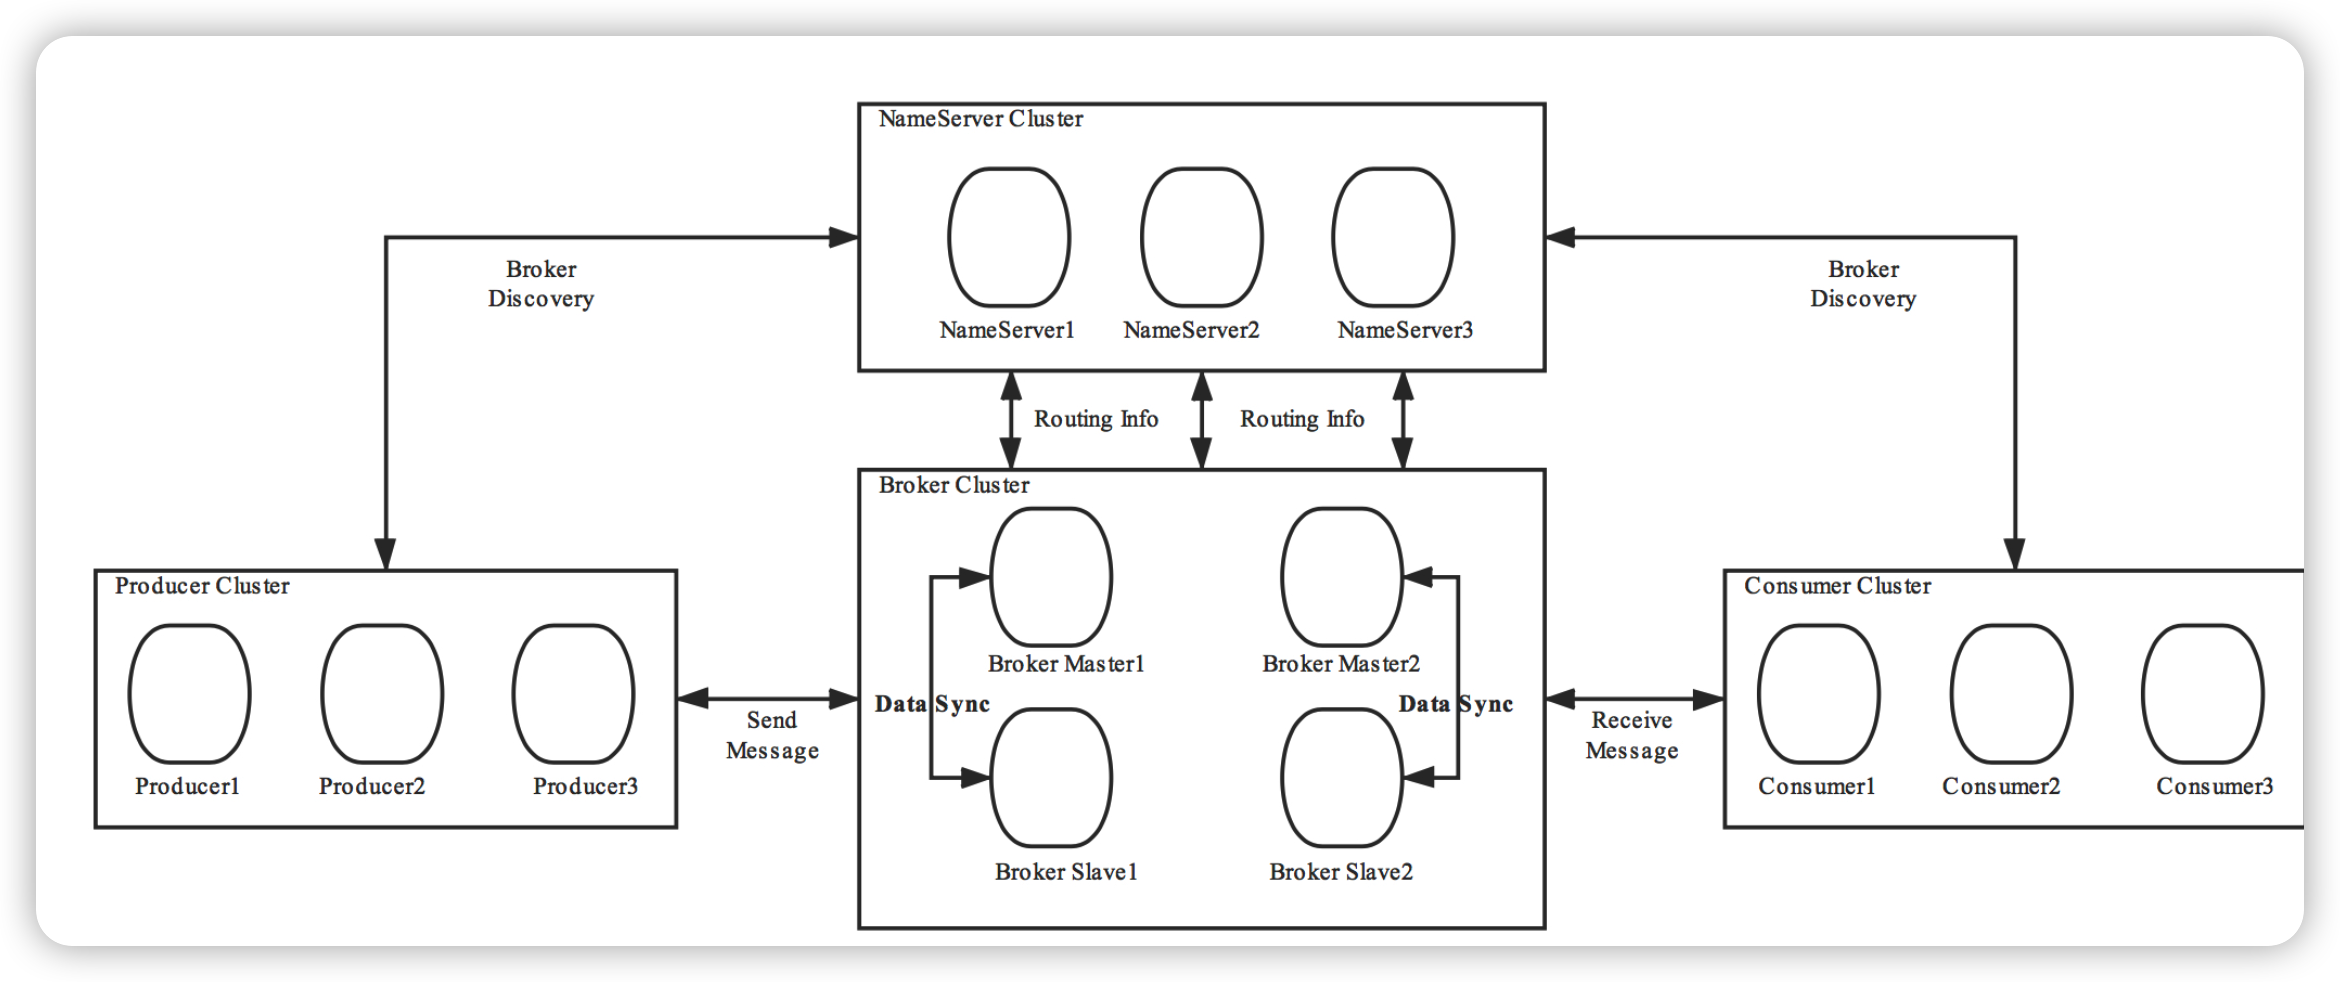 NameServer Cluster
NameServer1
NameServer2
NameServer3
Broker
Discovery
Broker
Discovery
Routing Info
Routing Info
Producer Cluster
Producer1
Producer2
Producer3
Send
Message
Broker Cluster
Broker Master1
Broker Master2
Data Sync
Data Sync
Broker Slave1
Broker Slave2
Receive
Message
Consumer Cluster
Consumer1
Consumer2
Consumer3